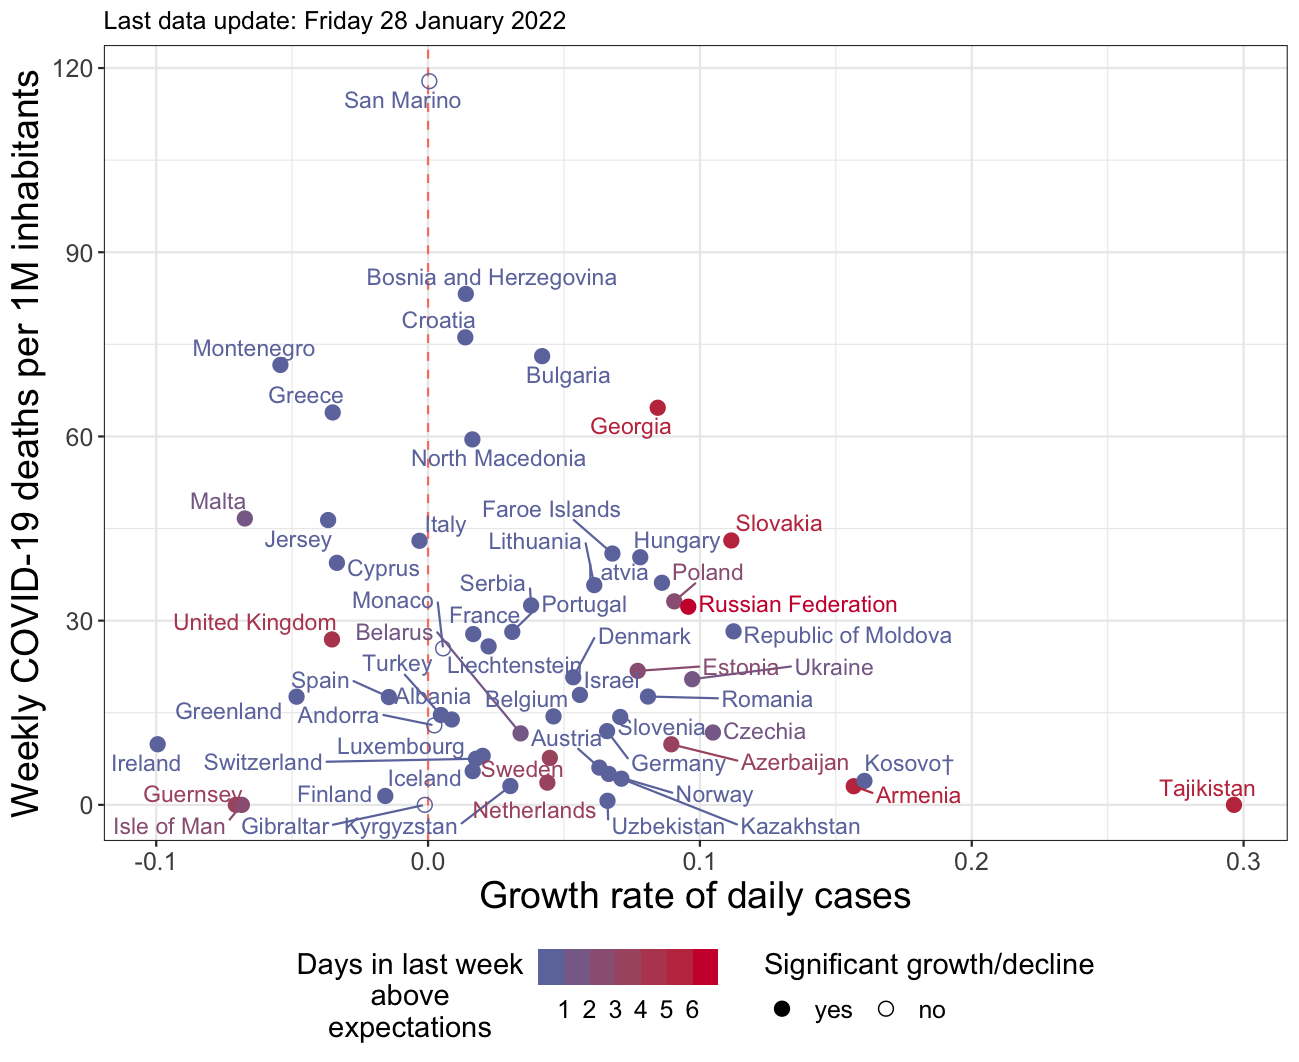 Last data update: Friday 28 January 2022
Weekly COVID-19 deaths per 1M inhabitants
120
San Marino
90
Bosnia and Herzegovina
Croatia
Montenegro
Bulgaria
Greece
Georgia
60
North Macedonia
Malta
Faroe Islands
Italy
Slovakia
Jersey
Lithuania
Hungary
Cyprus
Latvia
Poland
Serbia
Monaco
Portugal
Russian Federation
France
30
United Kingdom
Belarus
Denmark
Republic of Moldova
Turkey
Liechtenstein
Estonia
Ukraine
Spain
Israel
Albania
Belgium
Romania
Greenland
Andorra
Slovenia
Czechia
Luxembourg
Austria
Ireland
Switzerland
Germany
Azerbaijan
Kosovo†
Sweden
Iceland
Guernsey
Finland
Norway
Armenia
Tajikistan
0
Netherlands
Isle of Man
Gibraltar
Kyrgyzstan
Uzbekistan
Kazakhstan
-0.1
0.0
0.1
0.2
0.3
Growth rate of daily cases
Days in last week
above
expectations
1 2 3 4 5 6
Significant growth/decline
yes
no